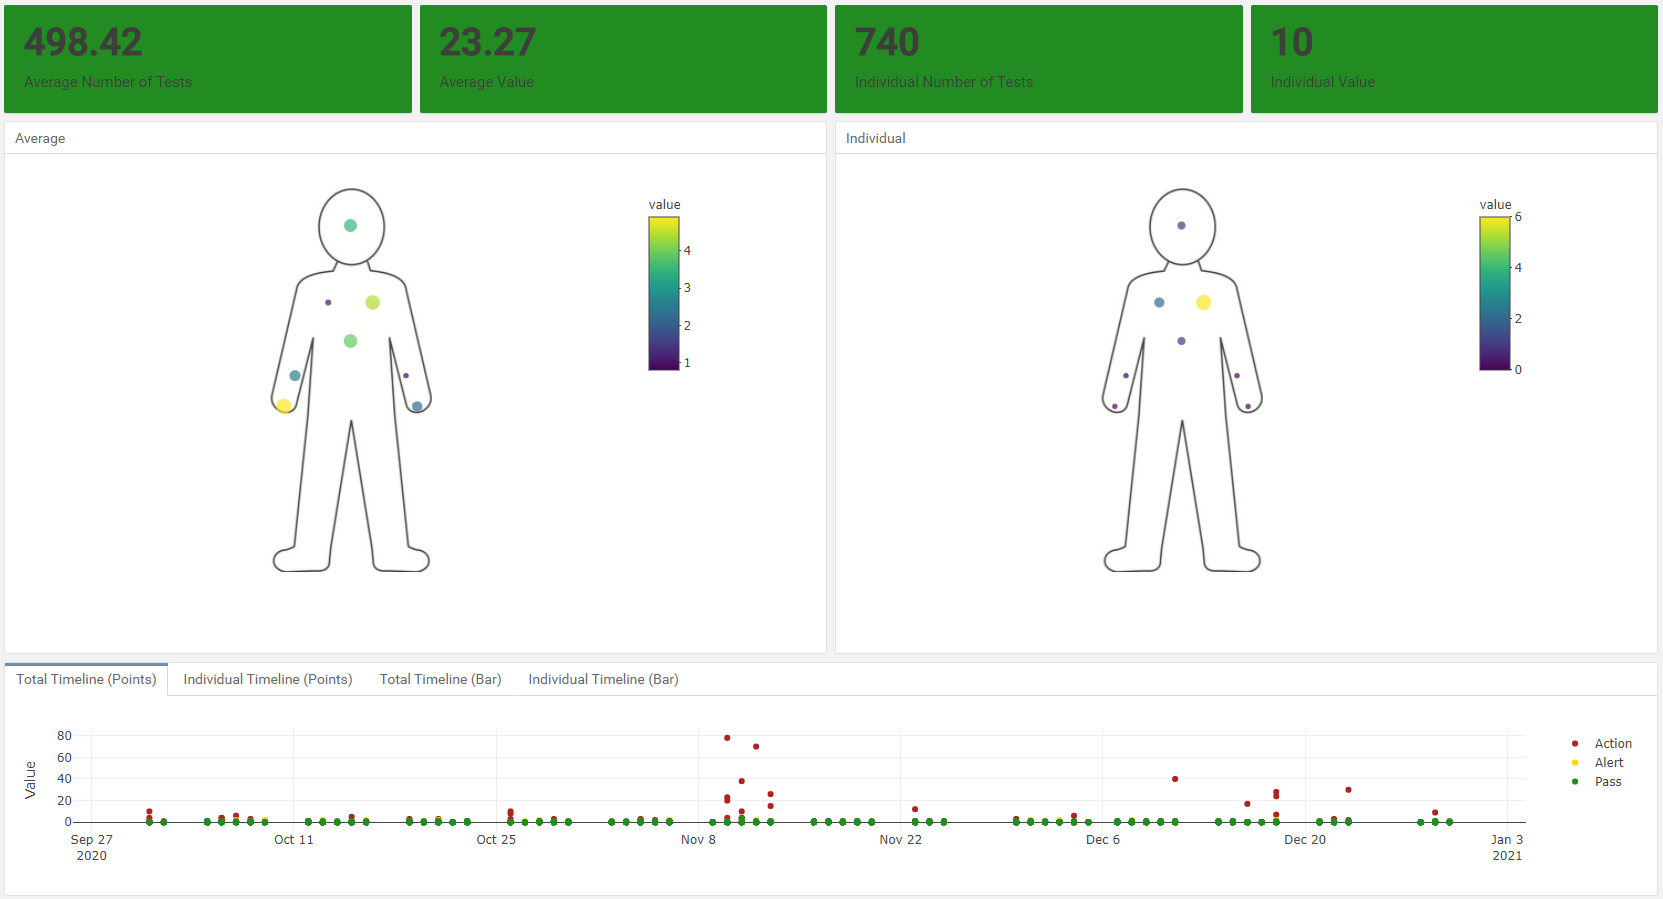 498.42
Average Number of Tests
23.27
Average Value
740
Individual Number of Tests
10
Individual Value
Average
value
4
3
2
1
Individual
value
6
4
2
0
Total Timeline (Points)
Individual Timeline (Points)
Total Timeline (Bar)
Individual Timeline (Bar)
Value
80
60
40
20
0
Sep 27
2020
Oct 11
Oct 25
Nov 8
Nov 22
Dec 6
Dec 20
Jan 3
2021
Action
Alert
Pass